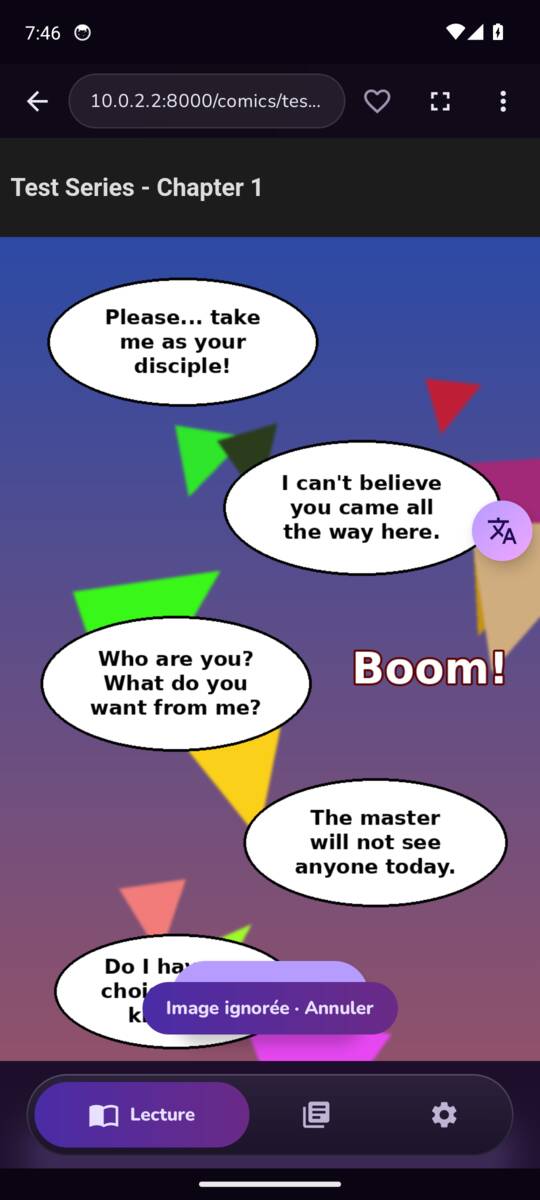 7:46
10.0.2.2:8000/comics/tes...
Test Series - Chapter 1
Please... take
me as your
disciple!
I can't believe
you came all
the way here.
Who are you?
What do you
want from me?
Boom!
The master
will not see
anyone today.
Do I
Image ignorée · Annuler
Lecture